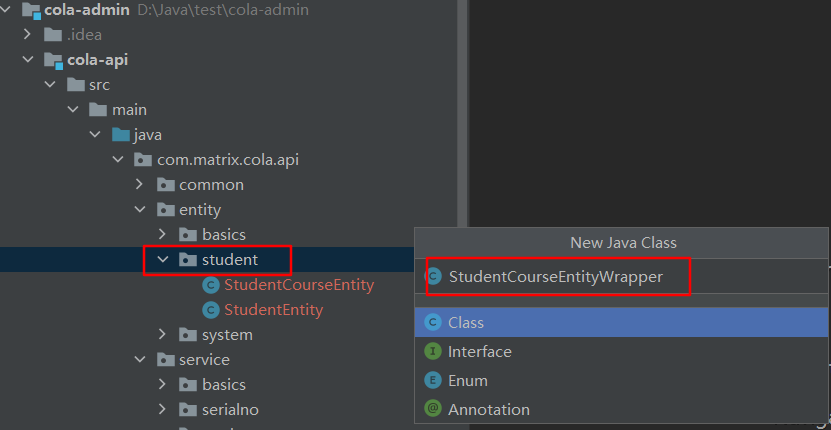 cola-admin D:\Java\test\cola-admin
.idea
cola-api
src
main
java
com.matrix.cola.api
common
entity
basics
student
StudentCourseEntity
StudentEntity
system
service
basics
serialno
New Java Class
StudentCourseEntityWrapper
Class
Interface
Enum
Annotation